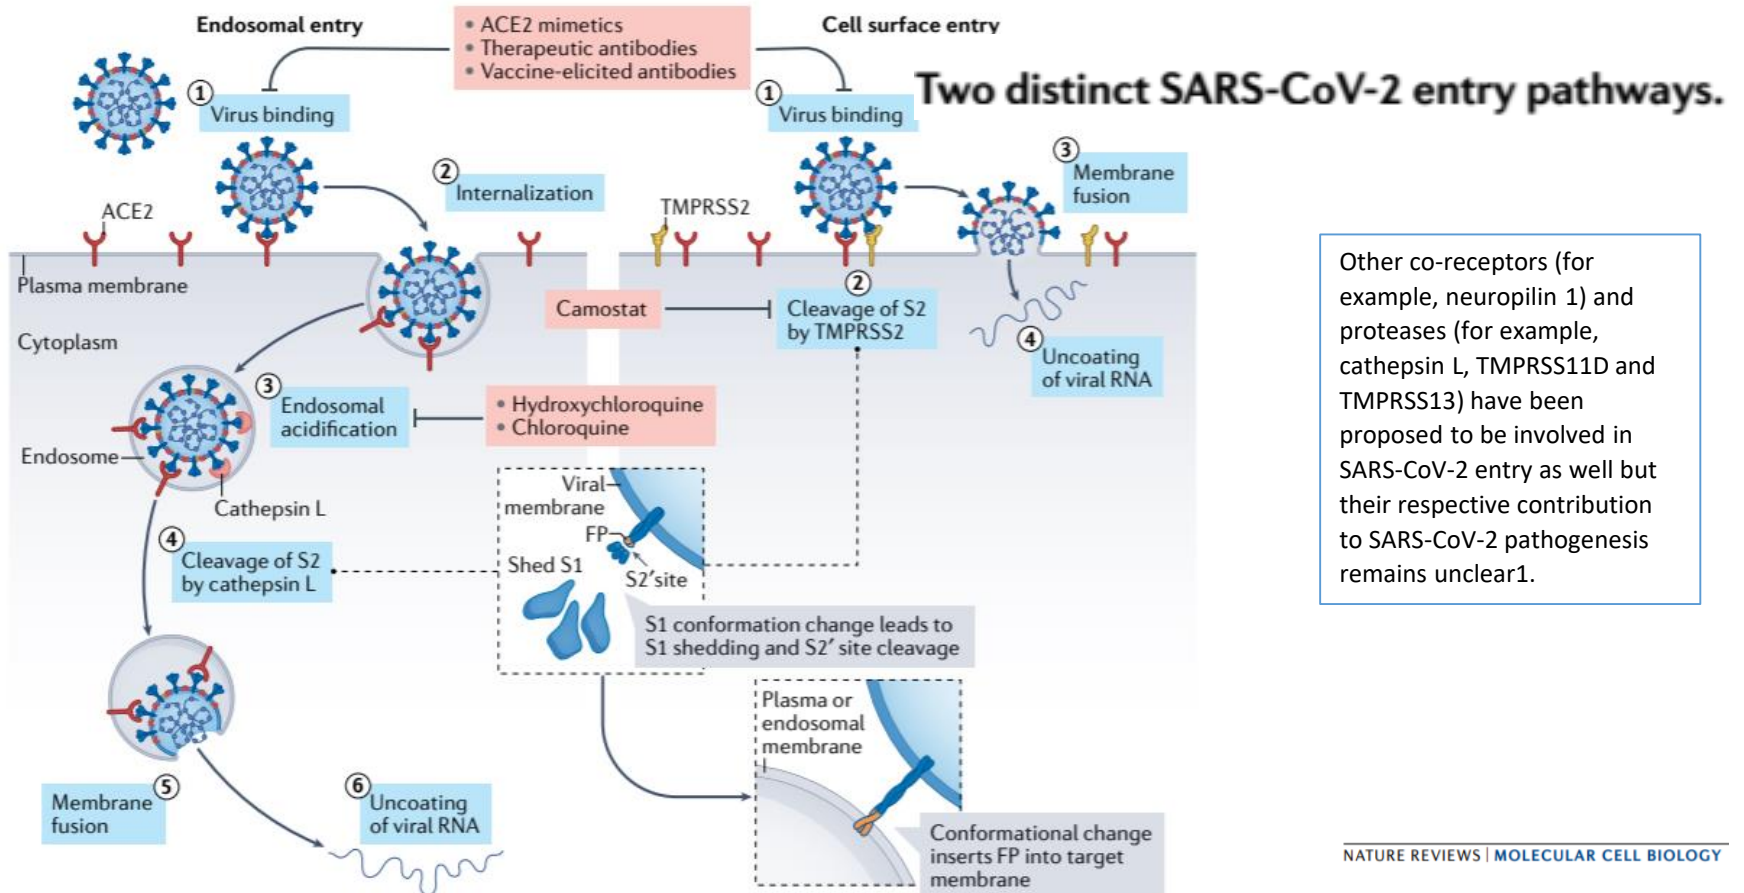 Endosomal entry
• ACE2 mimetics
• Therapeutic antibodies
• Vaccine-elicited antibodies
Cell surface entry
Two distinct SARS-CoV-2 entry pathways.
1
Virus binding
2
Internalization
ACE2
Plasma membrane
Cytoplasm
3
Endosomal
acidification
• Hydroxychloroquine
• Chloroquine
Endosome
Cathepsin L
4
Cleavage of S2
by cathepsin L
5
Membrane
fusion
6
Uncoating
of viral RNA
1
Virus binding
TMPRSS2
2
Cleavage of S2
by TMPRSS2
Camostat
3
Membrane
fusion
4
Uncoating
of viral RNA
Viral
membrane
FP
Shed S1
S2′site
S1 conformation change leads to
S1 shedding and S2′ site cleavage
Plasma or
endosomal
membrane
Conformational change
inserts FP into target
membrane
Other co-receptors (for
example, neuropilin 1) and
proteases (for example,
cathepsin L, TMPRSS11D and
TMPRSS13) have been
proposed to be involved in
SARS-CoV-2 entry as well but
their respective contribution
to SARS-CoV-2 pathogenesis
remains unclear1.
NATURE REVIEWS | MOLECULAR CELL BIOLOGY